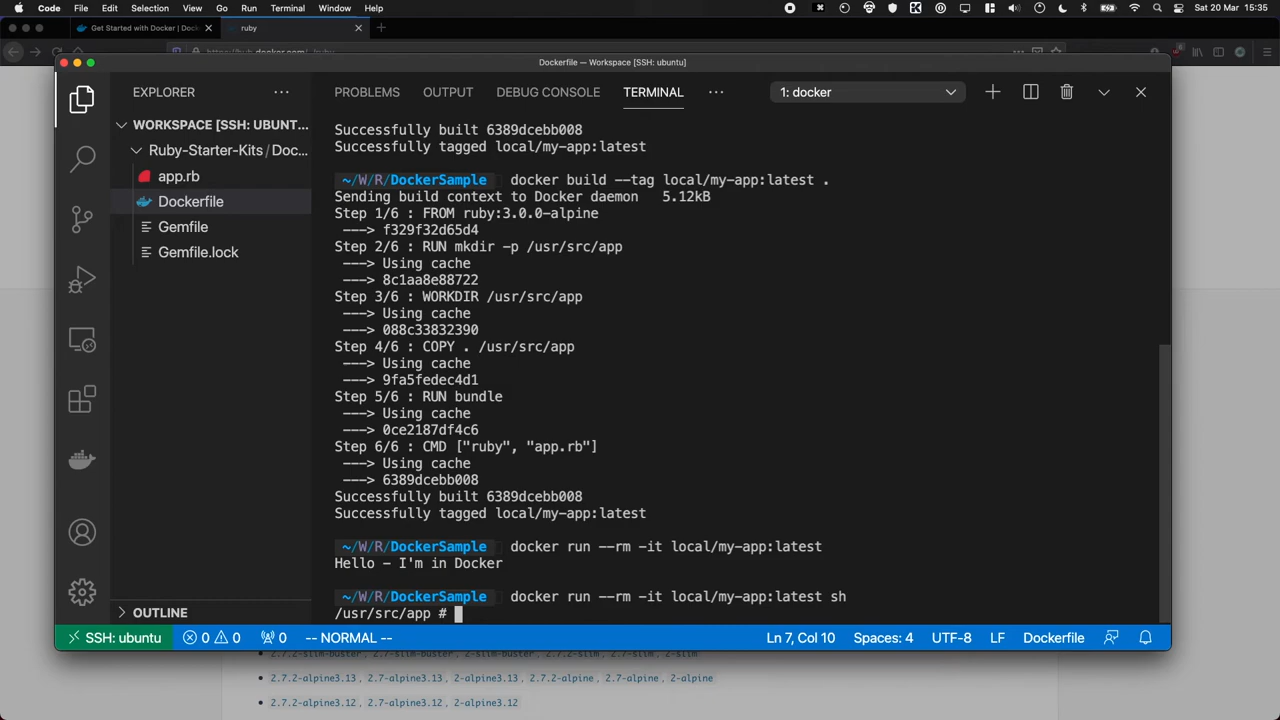 Code File Edit Selection View Go Run Terminal Window Help Sat 20 Mar 15:35
Get Started with Docker | Dock ruby
Dockerfile — Workspace [SSH: ubuntu]
EXPLORER
PROBLEMS OUTPUT DEBUG CONSOLE TERMINAL 1: docker
WORKSPACE [SSH: UBUNT...
Ruby-Starter-Kits / Doc...
app.rb
Dockerfile
Gemfile
Gemfile.lock
OUTLINE
Successfully built 6389dcebb008
Successfully tagged local/my-app:latest
~/W/R/DockerSample docker build --tag local/my-app:latest .
Sending build context to Docker daemon 5.12kB
Step 1/6 : FROM ruby:3.0.0-alpine
---> f329f32d65d4
Step 2/6 : RUN mkdir -p /usr/src/app
---> Using cache
---> 8c1aa8e88722
Step 3/6 : WORKDIR /usr/src/app
---> Using cache
---> 088c33832390
Step 4/6 : COPY . /usr/src/app
---> Using cache
---> 9fa5fedec4d1
Step 5/6 : RUN bundle
---> Using cache
---> 0ce2187df4c6
Step 6/6 : CMD ["ruby", "app.rb"]
---> Using cache
---> 6389dcebb008
Successfully built 6389dcebb008
Successfully tagged local/my-app:latest
~/W/R/DockerSample docker run --rm -it local/my-app:latest
Hello - I'm in Docker
~/W/R/DockerSample docker run --rm -it local/my-app:latest sh
/usr/src/app #
SSH: ubuntu 0 0 0 -- NORMAL -- Ln 7, Col 10 Spaces: 4 UTF-8 LF Dockerfile
2.7.2-alpine3.13, 2.7-alpine3.13, 2-alpine3.13, 2.7.2-alpine, 2.7-alpine, 2-alpine
2.7.2-alpine3.12, 2.7-alpine3.12, 2-alpine3.12